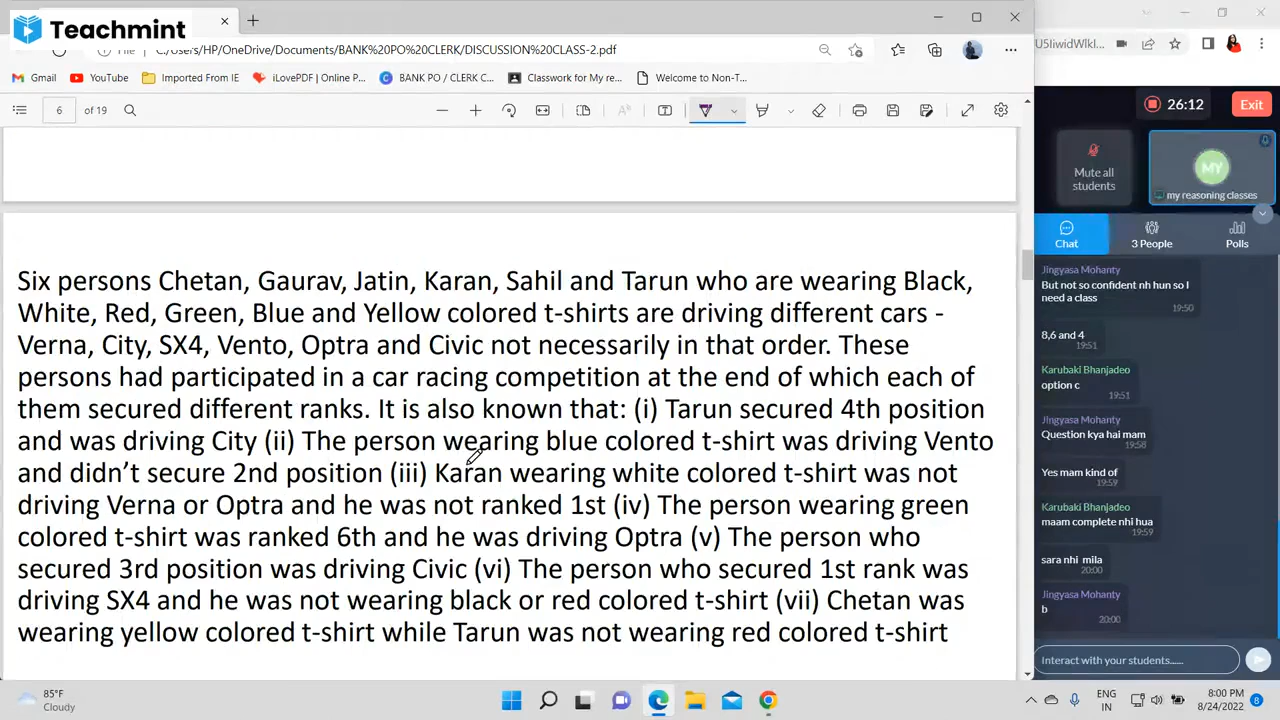 Teachmint
File
C:/Users/HP/OneDrive/Documents/BANK%20PO%20CLERK/DISCUSSION%20CLASS-2.pdf
U5IiwidWlkI...
Gmail
YouTube
Imported From IE
iLovePDF | Online P...
BANK PO / CLERK C...
Classwork for My re...
Welcome to Non-T...
6 of 19
26:12
Exit
Mute all
students
MY
my reasoning classes
Chat
3 People
Polls
Six persons Chetan, Gaurav, Jatin, Karan, Sahil and Tarun who are wearing Black,
White, Red, Green, Blue and Yellow colored t-shirts are driving different cars -
Verna, City, SX4, Vento, Optra and Civic not necessarily in that order. These
persons had participated in a car racing competition at the end of which each of
them secured different ranks. It is also known that: (i) Tarun secured 4th position
and was driving City (ii) The person wearing blue colored t-shirt was driving Vento
and didn’t secure 2nd position (iii) Karan wearing white colored t-shirt was not
driving Verna or Optra and he was not ranked 1st (iv) The person wearing green
colored t-shirt was ranked 6th and he was driving Optra (v) The person who
secured 3rd position was driving Civic (vi) The person who secured 1st rank was
driving SX4 and he was not wearing black or red colored t-shirt (vii) Chetan was
wearing yellow colored t-shirt while Tarun was not wearing red colored t-shirt
Jingyasa Mohanty
But not so confident nh hun so I
need a class
19:50
8,6 and 4
19:51
Karubaki Bhanjadeo
option c
19:51
Jingyasa Mohanty
Question kya hai mam
19:58
Yes mam kind of
19:59
Karubaki Bhanjadeo
maam complete nhi hua
19:59
sara nhi mila
20:00
Jingyasa Mohanty
b
20:00
Interact with your students......
85°F
Cloudy
ENG
IN
8:00 PM
8/24/2022
8